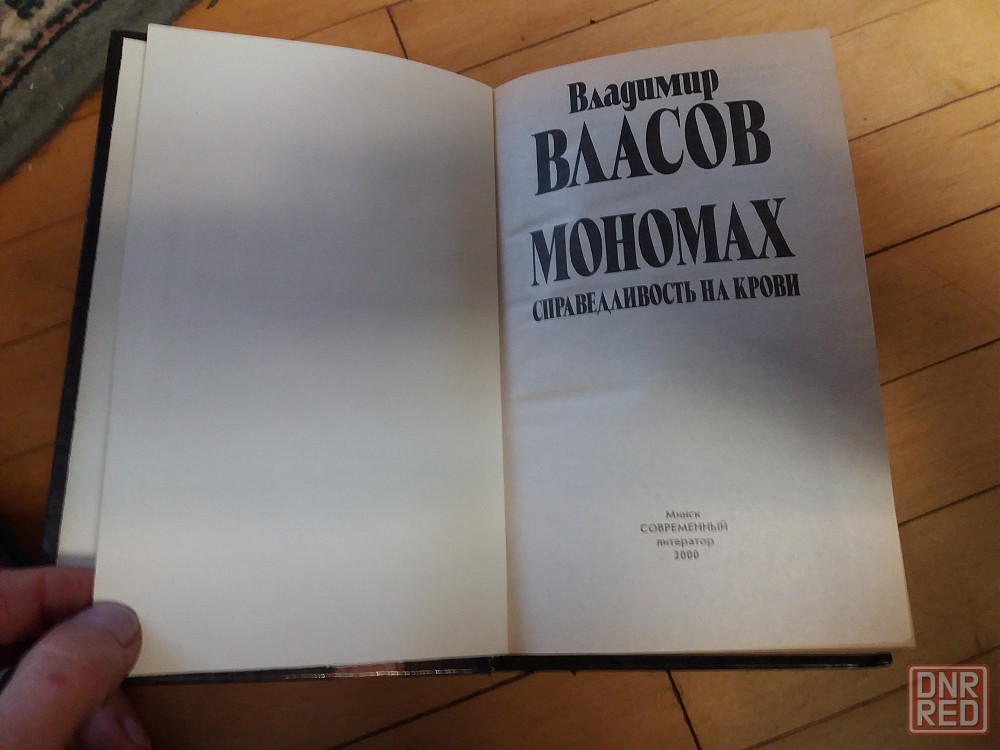 Владимир
ВЛАСОВ
МОНОМАХ
СПРАВЕДЛИВОСТЬ НА КРОВИ
Минск
СОВРЕМЕННЫЙ
литератор
2000
DNR
RED